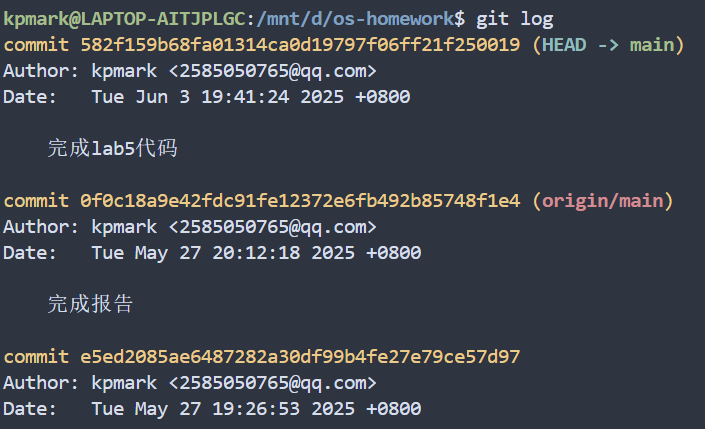 kpmark@LAPTOP-AITJPLGC:/mnt/d/os-homework$ git log
commit 582f159b68fa01314ca0d19797f06ff21f250019 (HEAD -> main)
Author: kpmark <2585050765@qq.com>
Date:   Tue Jun 3 19:41:24 2025 +0800
    完成lab5代码
commit 0f0c18a9e42fdc91fe12372e6fb492b85748f1e4 (origin/main)
Author: kpmark <2585050765@qq.com>
Date:   Tue May 27 20:12:18 2025 +0800
    完成报告
commit e5ed2085ae6487282a30df99b4fe27e79ce57d97
Author: kpmark <2585050765@qq.com>
Date:   Tue May 27 19:26:53 2025 +0800